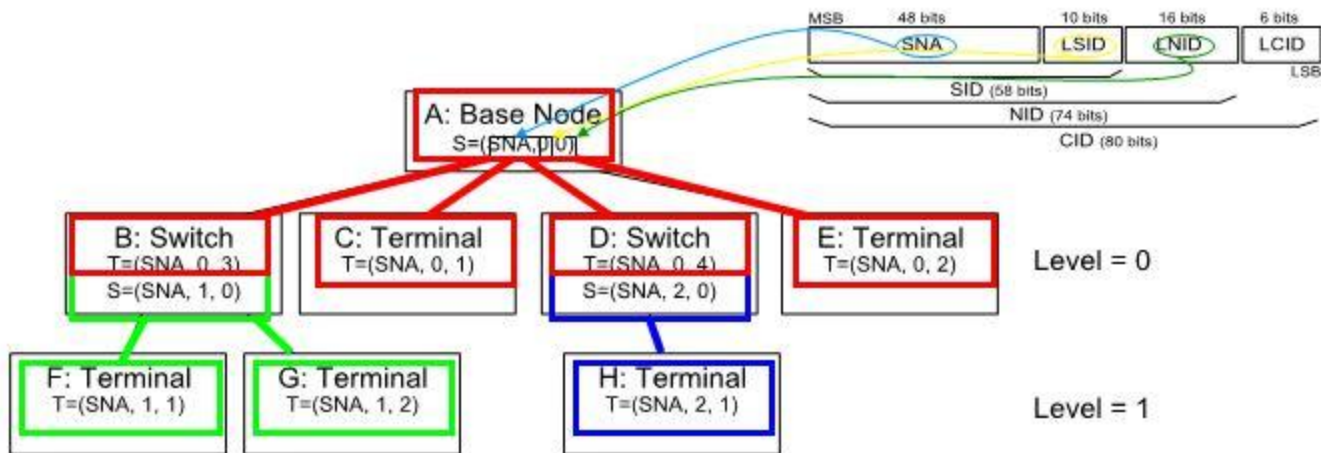 MSB 48 bits 10 bits 16 bits 6 bits
SNA LSID LNID LCID
LSB
SID (58 bits)
NID (74 bits)
CID (80 bits)
A: Base Node
S=(SNA,0,0)
B: Switch
T=(SNA, 0, 3)
S=(SNA, 1, 0)
C: Terminal
T=(SNA, 0, 1)
D: Switch
T=(SNA, 0, 4)
S=(SNA, 2, 0)
E: Terminal
T=(SNA, 0, 2)
Level = 0
F: Terminal
T=(SNA, 1, 1)
G: Terminal
T=(SNA, 1, 2)
H: Terminal
T=(SNA, 2, 1)
Level = 1